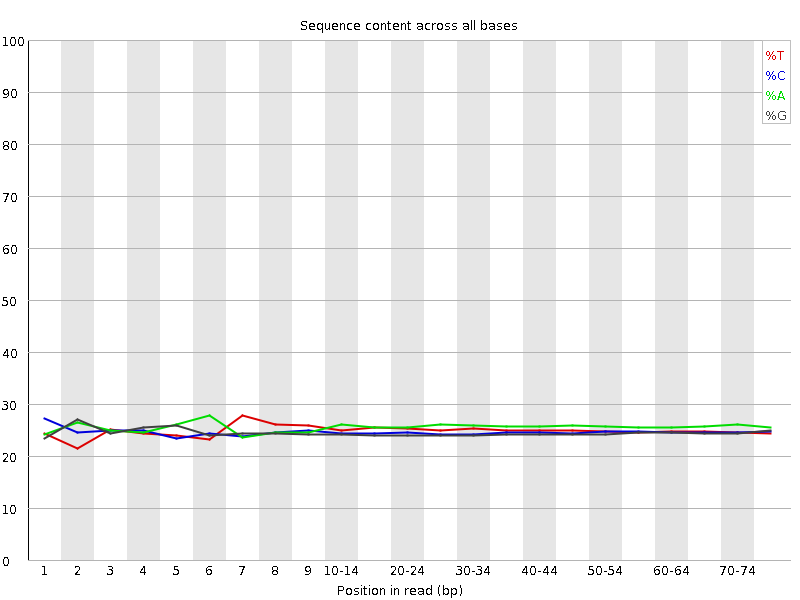 Sequence content across all bases
100
90
80
70
60
50
40
30
20
10
0
%T
%C
%A
%G
1 2 3 4 5 6 7 8 9 10-14 20-24 30-34 40-44 50-54 60-64 70-74
Position in read (bp)